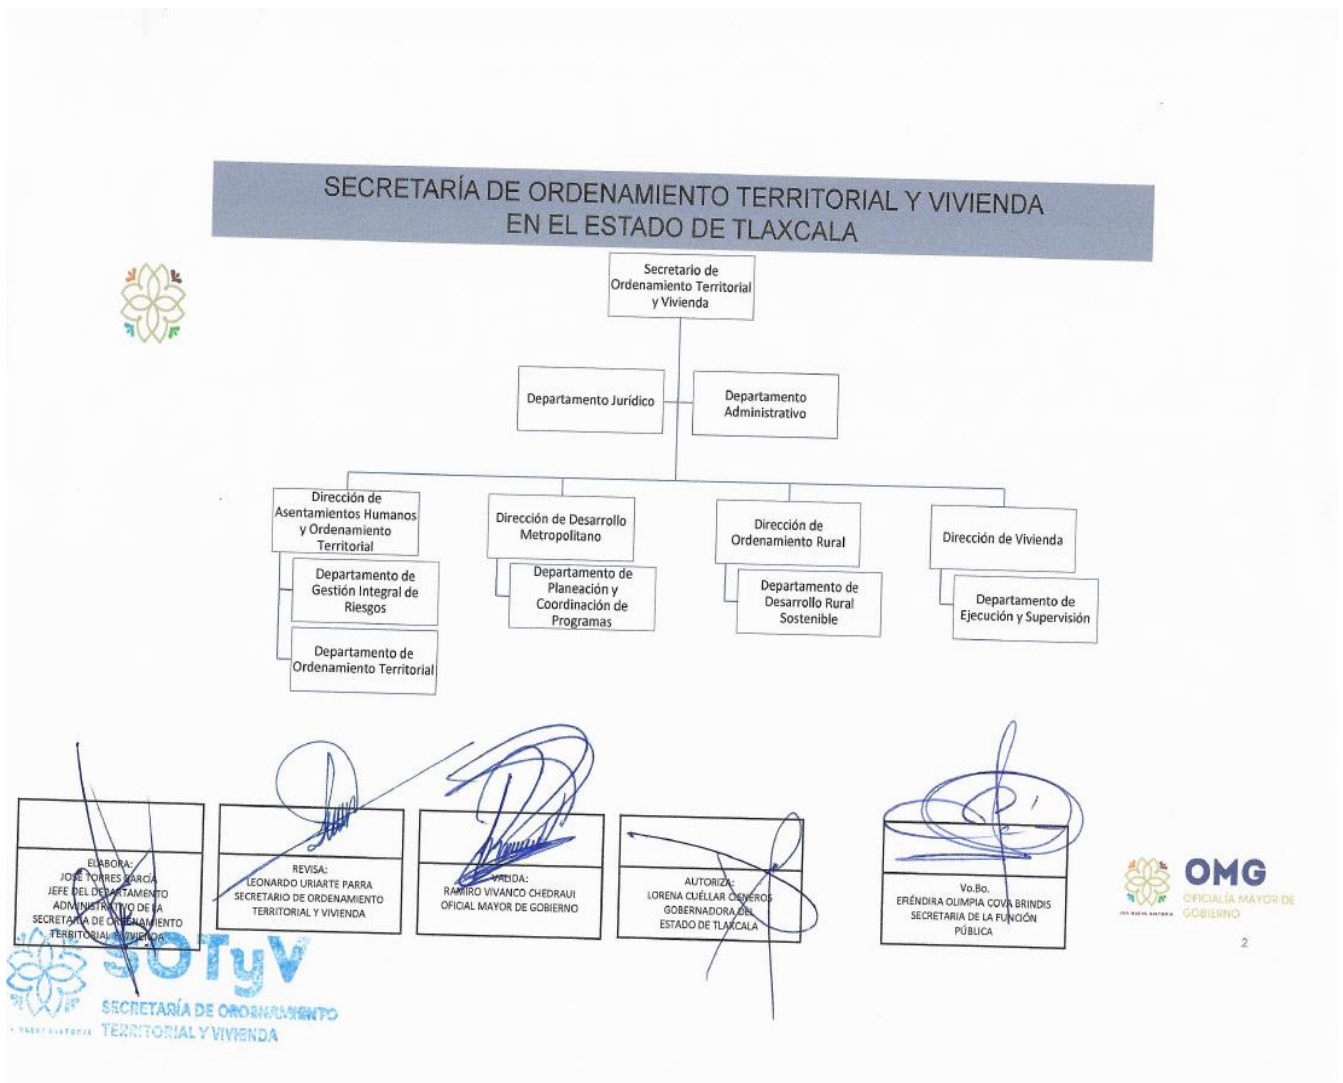 SECRETARÍA DE ORDENAMIENTO TERRITORIAL Y VIVIENDA
EN EL ESTADO DE TLAXCALA
Secretario de
Ordenamiento Territorial
y Vivienda
Departamento Jurídico
Departamento
Administrativo
Dirección de
Asentamientos Humanos
y Ordenamiento
Territorial
Departamento de
Gestión Integral de
Riesgos
Departamento de
Ordenamiento Territorial
Dirección de Desarrollo
Metropolitano
Departamento de
Planeación y
Coordinación de
Programas
Dirección de
Ordenamiento Rural
Departamento de
Desarrollo Rural
Sostenible
Dirección de Vivienda
Departamento de
Ejecución y Supervisión
ELABORA:
JOSÉ TORRES GARCÍA
JEFE DEL DEPARTAMENTO
ADMINISTRATIVO DE LA
SECRETARÍA DE ORDENAMIENTO
TERRITORIAL Y VIVIENDA
REVISA:
LEONARDO URIARTE PARRA
SECRETARIO DE ORDENAMIENTO
TERRITORIAL Y VIVIENDA
VALIDA:
RAMIRO VIVANCO CHEDRAUI
OFICIAL MAYOR DE GOBIERNO
AUTORIZA:
LORENA CUÉLLAR CISNEROS
GOBERNADORA DEL
ESTADO DE TLAXCALA
Vo.Bo.
ERÉNDIRA OLIMPIA COVA BRINDIS
SECRETARIA DE LA FUNCIÓN
PÚBLICA
UNA NUEVA HISTORIA
OMG
OFICIALÍA MAYOR DE
GOBIERNO
2
SOTyV
SECRETARÍA DE ORDENAMIENTO
TERRITORIAL Y VIVIENDA
NUEVA HISTORIA